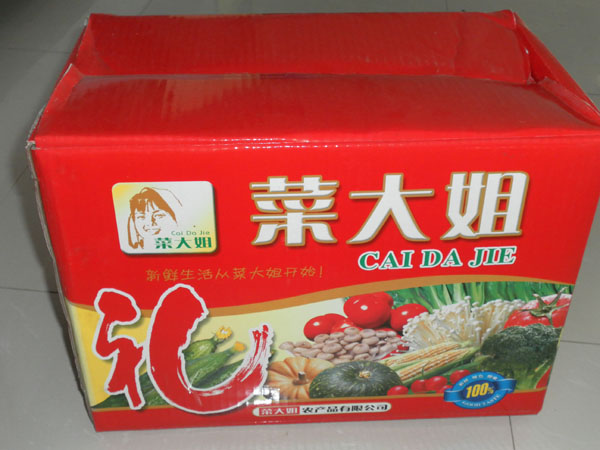 菜大姐
CAI DA JIE
Cai Da Jie
菜大姐
新鲜生活从菜大姐开始!
礼
菜大姐 农产品有限公司
100%